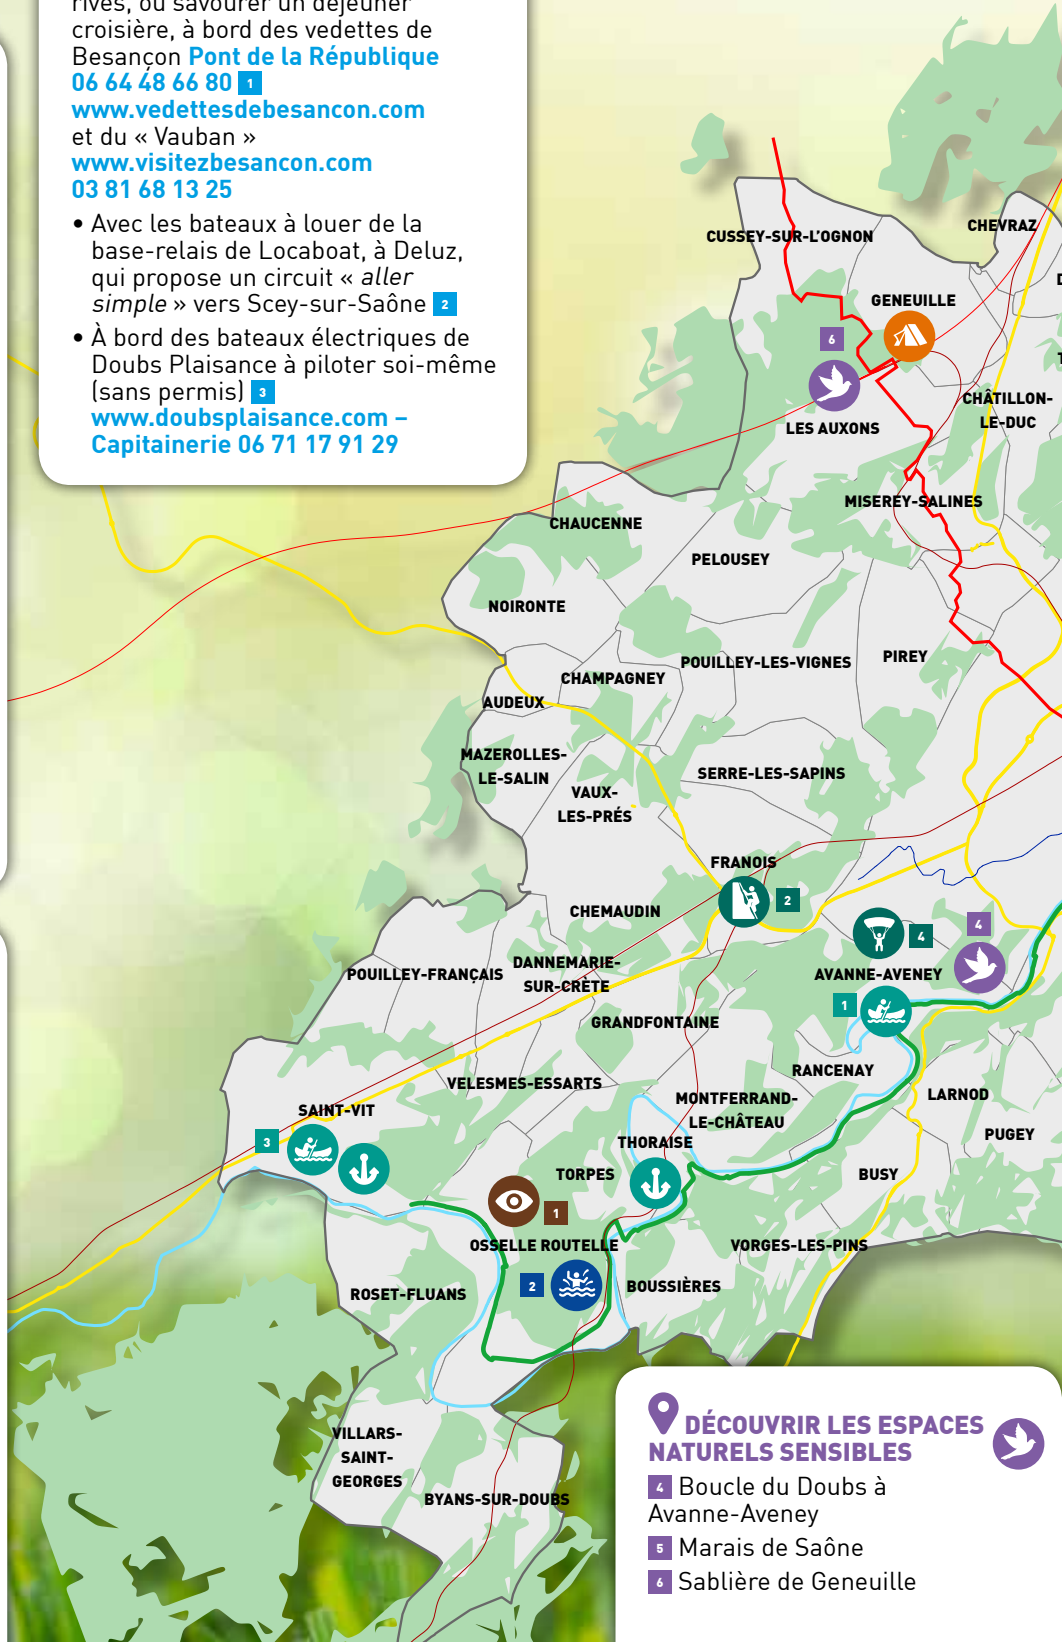 rives, ou savourer un déjeuner
croisière, à bord des vedettes de
Besançon Pont de la République
06 64 48 66 80 1
www.vedettesdebesancon.com
et du « Vauban »
www.visitezbesancon.com
03 81 68 13 25
• Avec les bateaux à louer de la
base-relais de Locaboat, à Deluz,
qui propose un circuit « aller
simple » vers Scey-sur-Saône 2
• À bord des bateaux électriques de
Doubs Plaisance à piloter soi-même
(sans permis) 3
www.doubsplaisance.com –
Capitainerie 06 71 17 91 29
CHEVRAZ
CUSSEY-SUR-L'OGNON
GENEUILLE
6
CHÂTILLON-
LE-DUC
LES AUXONS
MISEREY-SALINES
CHAUCENNE
PELOUSEY
NOIRONTE
PIREY
POUILLEY-LES-VIGNES
CHAMPAGNEY
AUDEUX
MAZEROLLES-
LE-SALIN
SERRE-LES-SAPINS
VAUX-
LES-PRÉS
FRANOIS
2
CHEMAUDIN
4
4
DANNEMARIE-
SUR-CRÈTE
POUILLEY-FRANÇAIS
AVANNE-AVENEY
1
GRANDFONTAINE
RANCENAY
VELESMES-ESSARTS
LARNOD
MONTFERRAND-
LE-CHÂTEAU
SAINT-VIT
3
PUGEY
THORAISE
TORPES
BUSY
1
OSSELLE ROUTELLE
VORGES-LES-PINS
2
BOUSSIÈRES
ROSET-FLUANS
VILLARS-
SAINT-
GEORGES
BYANS-SUR-DOUBS
DÉCOUVRIR LES ESPACES
NATURELS SENSIBLES
4 Boucle du Doubs à
Avanne-Aveney
5 Marais de Saône
6 Sablière de Geneuille